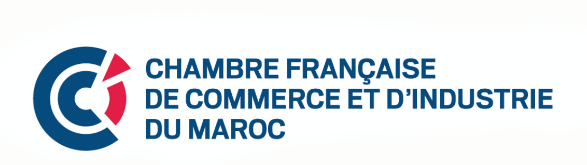 CHAMBRE FRANÇAISE
DE COMMERCE ET D'INDUSTRIE
DU MAROC